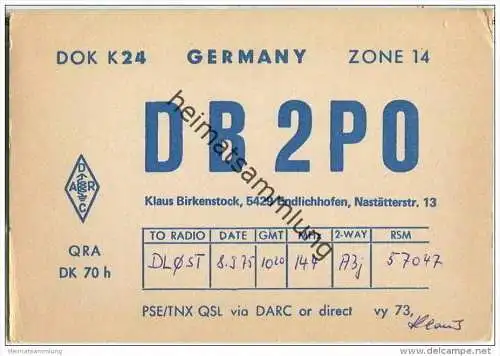 DOK K24 GERMANY ZONE 14
DB2PO
Klaus Birkenstock, 5429 Endlichhofen, Nastätterstr. 13
DARC
TO RADIO DATE GMT MHz 2-WAY RSM
DLØST 8.3.75 1020 144 A3j 57047
QRA
DK 70 h
PSE/TNX QSL via DARC or direct vy 73,
Klaus
heimatsammlung.de
Heimatsammlung
delcampe.net